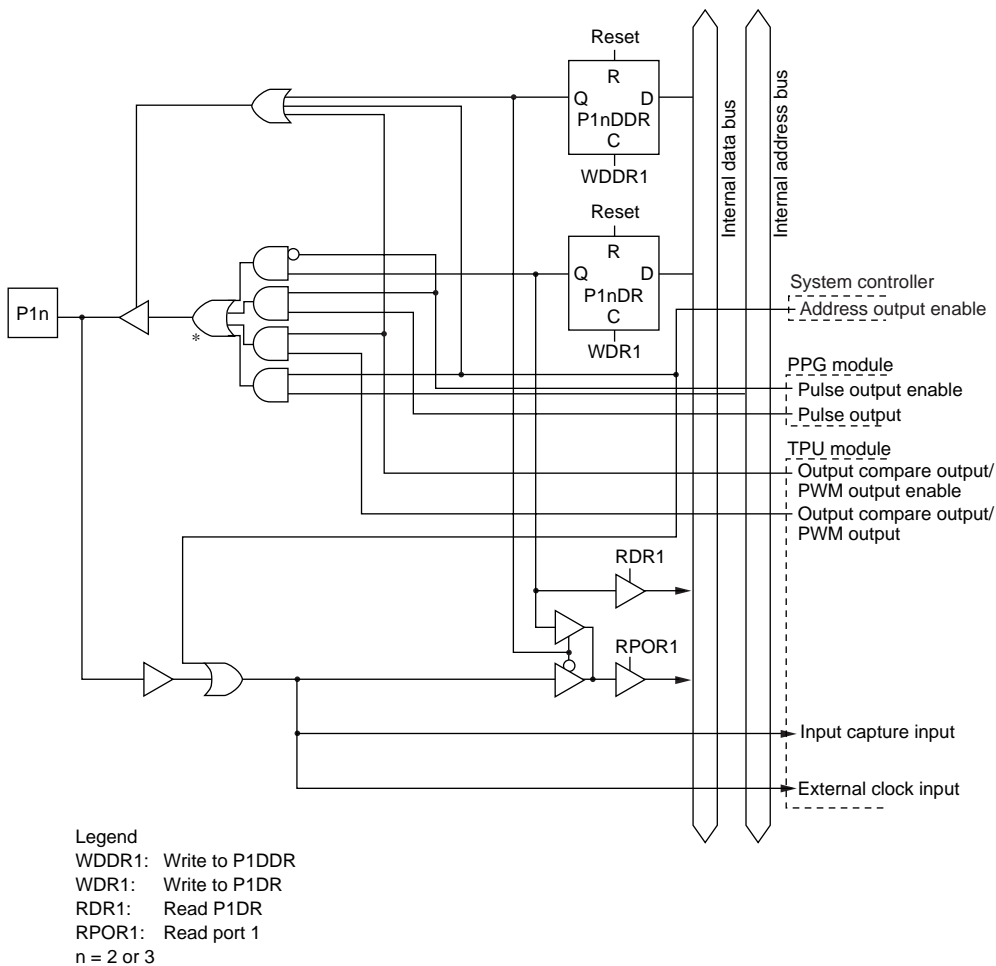 Reset
R
Q D
P1nDDR
C
WDDR1
Reset
R
Q D
P1nDR
C
WDR1
Internal data bus
Internal address bus
System controller
Address output enable
PPG module
Pulse output enable
Pulse output
TPU module
Output compare output/
PWM output enable
Output compare output/
PWM output
P1n
*
RDR1
RPOR1
Input capture input
External clock input
Legend
WDDR1: Write to P1DDR
WDR1: Write to P1DR
RDR1: Read P1DR
RPOR1: Read port 1
n = 2 or 3